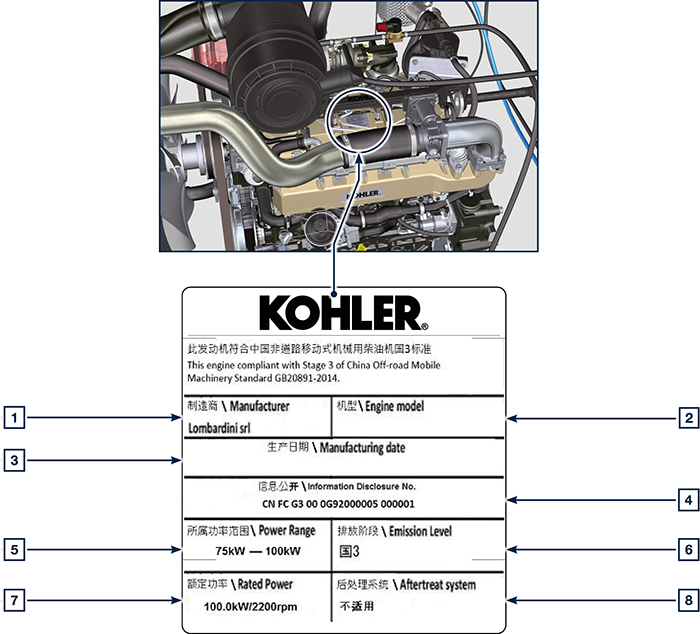 KOHLER
KOHLER
KOHLER®
此发动机符合中国非道路移动式机械用柴油机国3标准
This engine compliant with Stage 3 of China Off-road Mobile
Machinery Standard GB20891-2014.
1
制造商 \ Manufacturer
Lombardini srl
机型\ Engine model
2
3
生产日期 \ Manufacturing date
信息公开 \ Information Disclosure No.
CN FC G3 00 0G92000005 000001
4
5
所属功率范围\ Power Range
75kW — 100kW
排放阶段 \ Emission Level
国3
6
7
额定功率 \ Rated Power
100.0kW/2200rpm
后处理系统 \ Aftertreat system
不适用
8